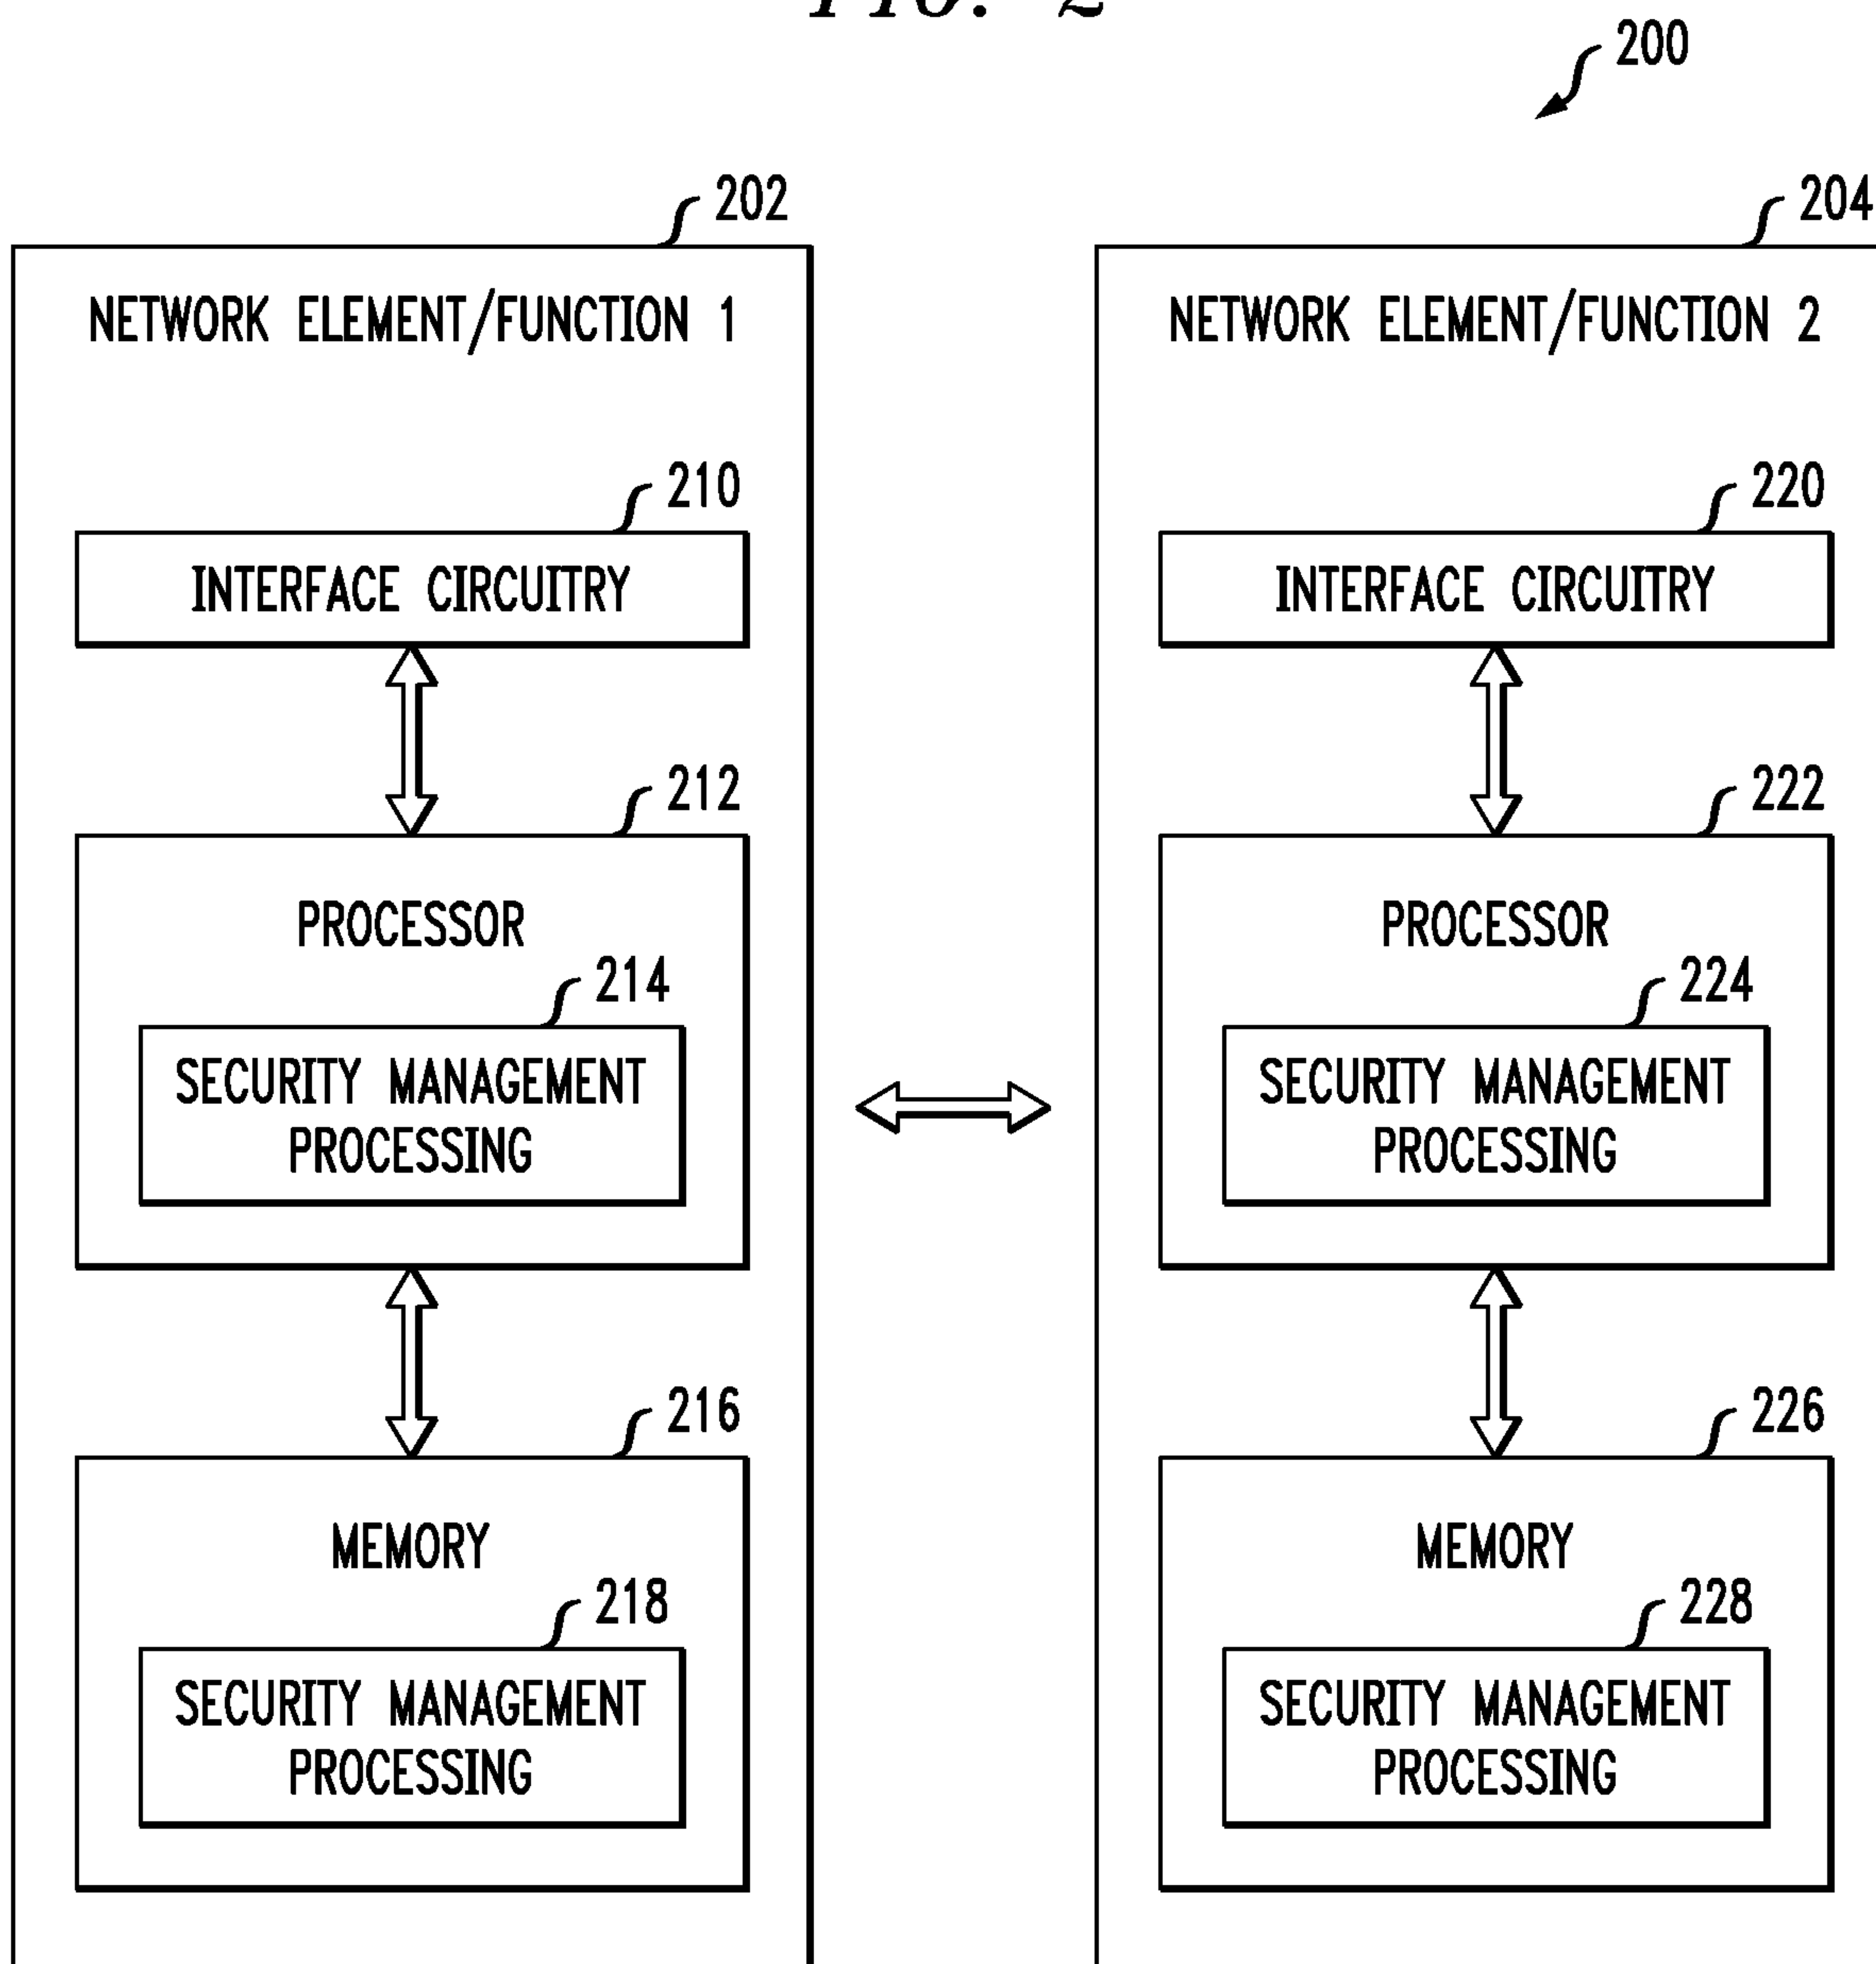 FIG. 2
200
202
NETWORK ELEMENT/FUNCTION 1
210
INTERFACE CIRCUITRY
212
PROCESSOR
214
SECURITY MANAGEMENT
PROCESSING
216
MEMORY
218
SECURITY MANAGEMENT
PROCESSING
204
NETWORK ELEMENT/FUNCTION 2
220
INTERFACE CIRCUITRY
222
PROCESSOR
224
SECURITY MANAGEMENT
PROCESSING
226
MEMORY
228
SECURITY MANAGEMENT
PROCESSING